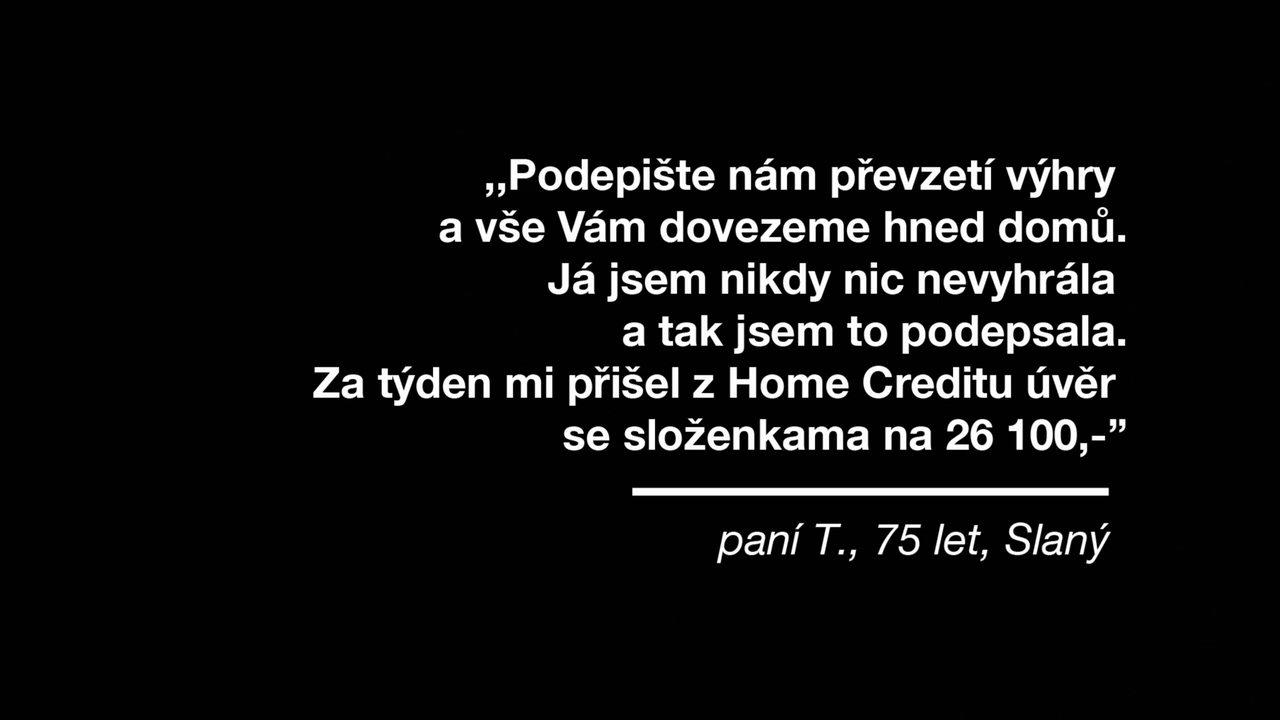 ,,Podepište nám převzetí výhry
a vše Vám dovezeme hned domů.
Já jsem nikdy nic nevyhrála
a tak jsem to podepsala.
Za týden mi přišel z Home Creditu úvěr
se složenkama na 26 100,-”
paní T., 75 let, Slaný